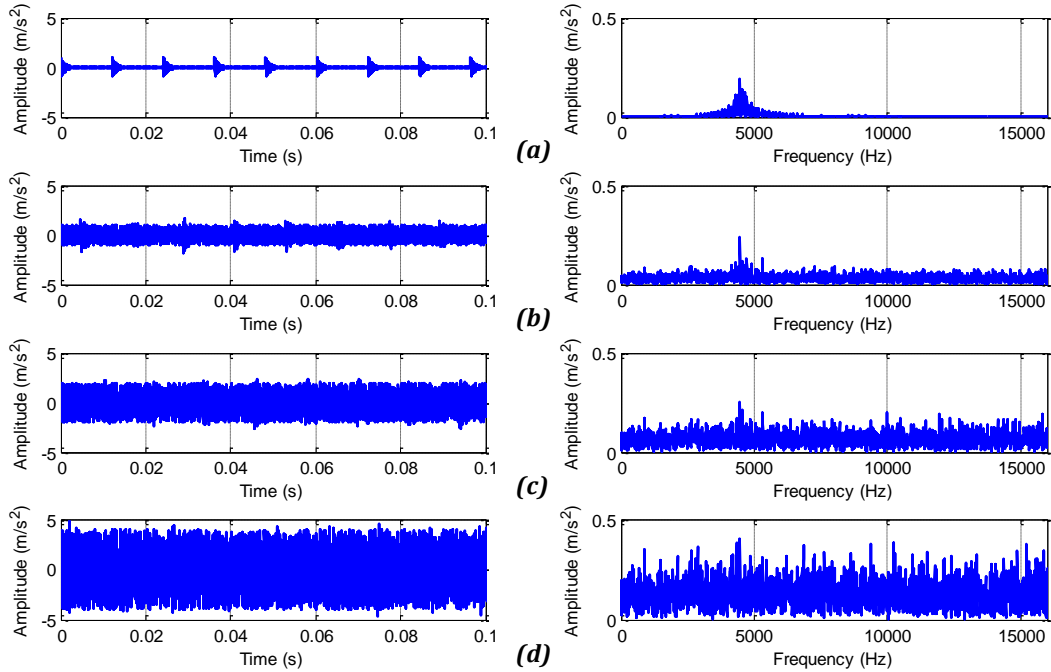 Amplitude (m/s²)
5
0
-5
0 0.02 0.04 0.06 0.08 0.1
Time (s)
Amplitude (m/s²)
0.5
0
0 5000 10000 15000
Frequency (Hz)
(a)
Amplitude (m/s²)
5
0
-5
0 0.02 0.04 0.06 0.08 0.1
Time (s)
Amplitude (m/s²)
0.5
0
0 5000 10000 15000
Frequency (Hz)
(b)
Amplitude (m/s²)
5
0
-5
0 0.02 0.04 0.06 0.08 0.1
Time (s)
Amplitude (m/s²)
0.5
0
0 5000 10000 15000
Frequency (Hz)
(c)
Amplitude (m/s²)
5
0
-5
0 0.02 0.04 0.06 0.08 0.1
Time (s)
Amplitude (m/s²)
0.5
0
0 5000 10000 15000
Frequency (Hz)
(d)